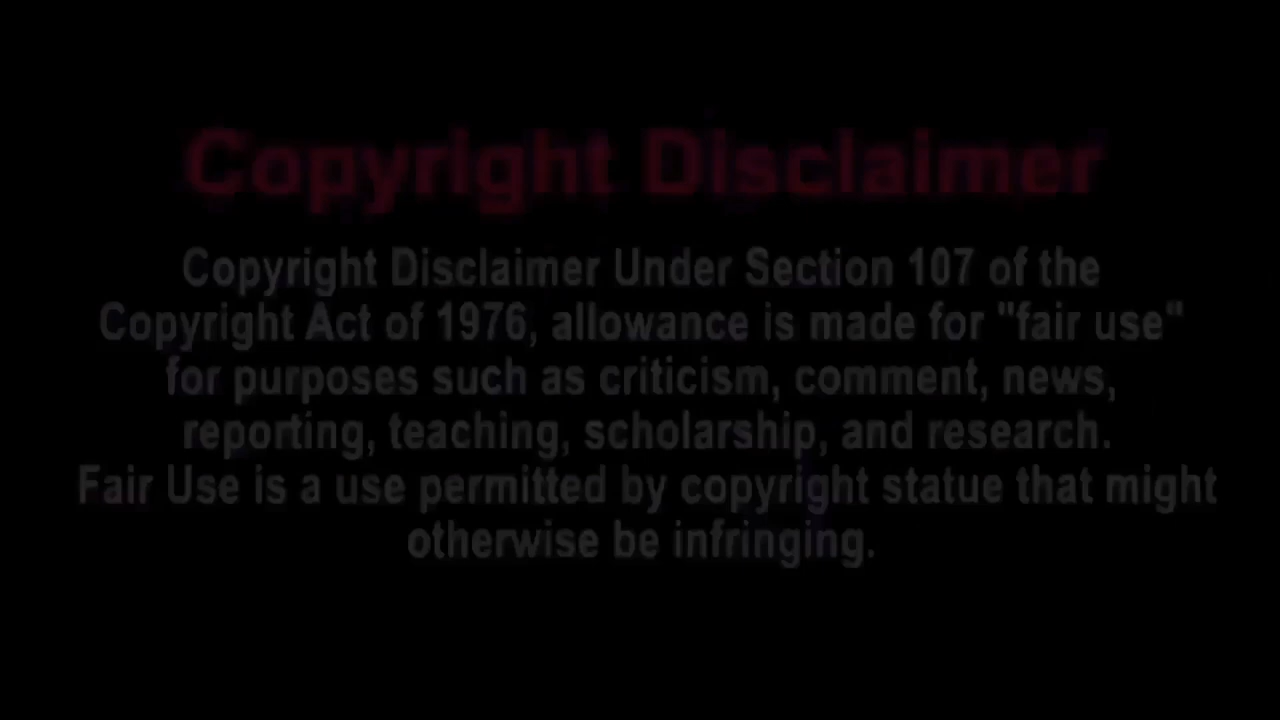 Copyright Disclaimer
Copyright Disclaimer Under Section 107 of the
Copyright Act of 1976, allowance is made for "fair use"
for purposes such as criticism, comment, news,
reporting, teaching, scholarship, and research.
Fair Use is a use permitted by copyright statue that might
otherwise be infringing.